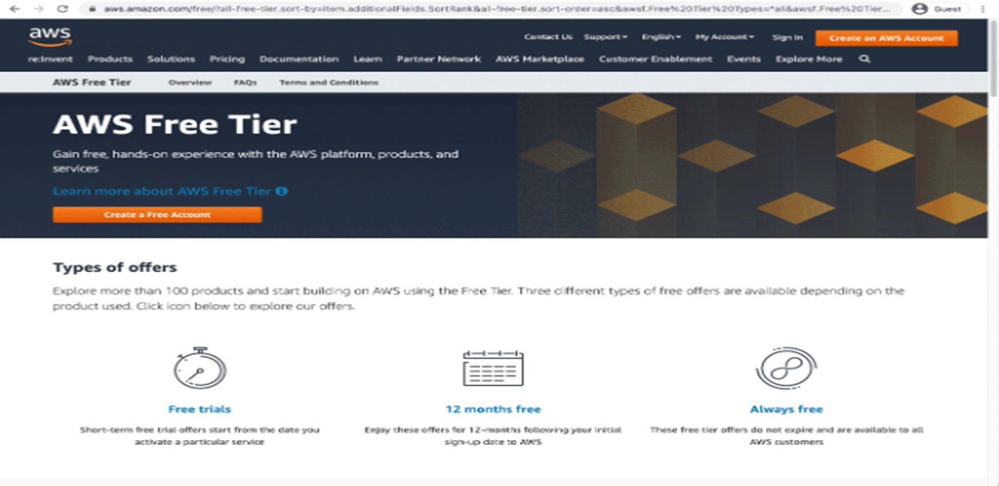 aws.amazon.com/free/?all-free-tier.sort-by=item.additionalFields.SortRank&all-free-tier.sort-order=asc&awsf.Free%20Tier%20Types=*all&awsf.Free%20Tier... Guest
aws
Contact Us Support English My Account Sign In Create an AWS Account
re:Invent Products Solutions Pricing Documentation Learn Partner Network AWS Marketplace Customer Enablement Events Explore More
AWS Free Tier Overview FAQs Terms and Conditions
AWS Free Tier
Gain free, hands-on experience with the AWS platform, products, and
services
Learn more about AWS Free Tier
Create a Free Account
Types of offers
Explore more than 100 products and start building on AWS using the Free Tier. Three different types of free offers are available depending on the
product used. Click icon below to explore our offers.
Free trials
Short-term free trial offers start from the date you
activate a particular service
12 months free
Enjoy these offers for 12-months following your initial
sign-up date to AWS
Always free
These free tier offers do not expire and are available to all
AWS customers